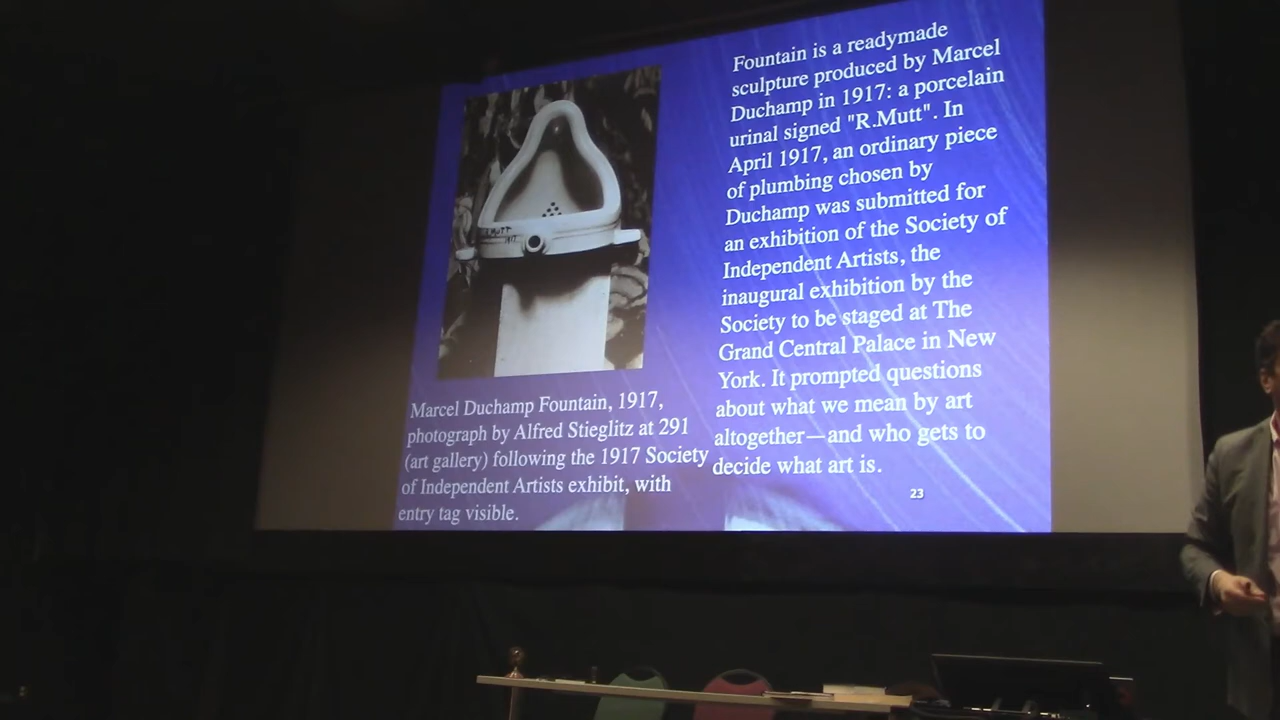 Fountain is a readymade
sculpture produced by Marcel
Duchamp in 1917: a porcelain
urinal signed "R.Mutt". In
April 1917, an ordinary piece
of plumbing chosen by
Duchamp was submitted for
an exhibition of the Society of
Independent Artists, the
inaugural exhibition by the
Society to be staged at The
Grand Central Palace in New
York. It prompted questions
about what we mean by art
altogether—and who gets to
decide what art is.
Marcel Duchamp Fountain, 1917,
photograph by Alfred Stieglitz at 291
(art gallery) following the 1917 Society
of Independent Artists exhibit, with
entry tag visible.
23